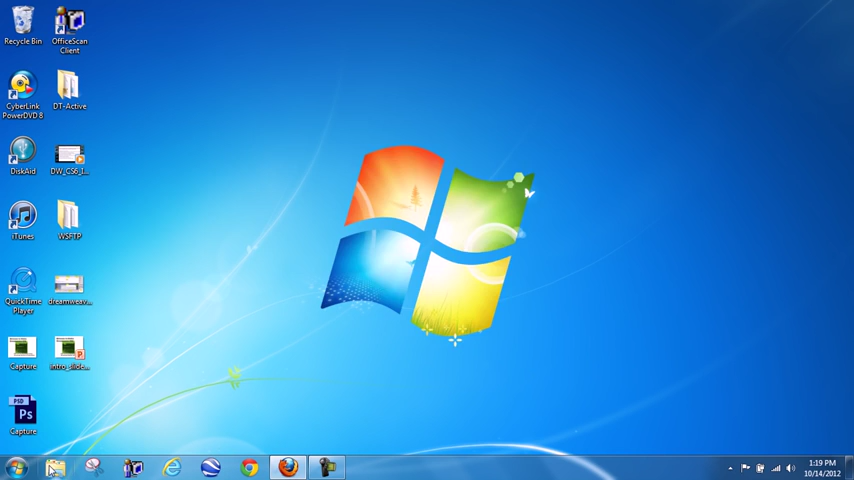 Recycle Bin
OfficeScan
Client
CyberLink
PowerDVD 8
DT-Active
DiskAid
DW_CS6_I...
iTunes
WSFTP
QuickTime
Player
dreamweav...
Capture
intro_slide...
PSD
Ps
Capture
1:19 PM
10/14/2012